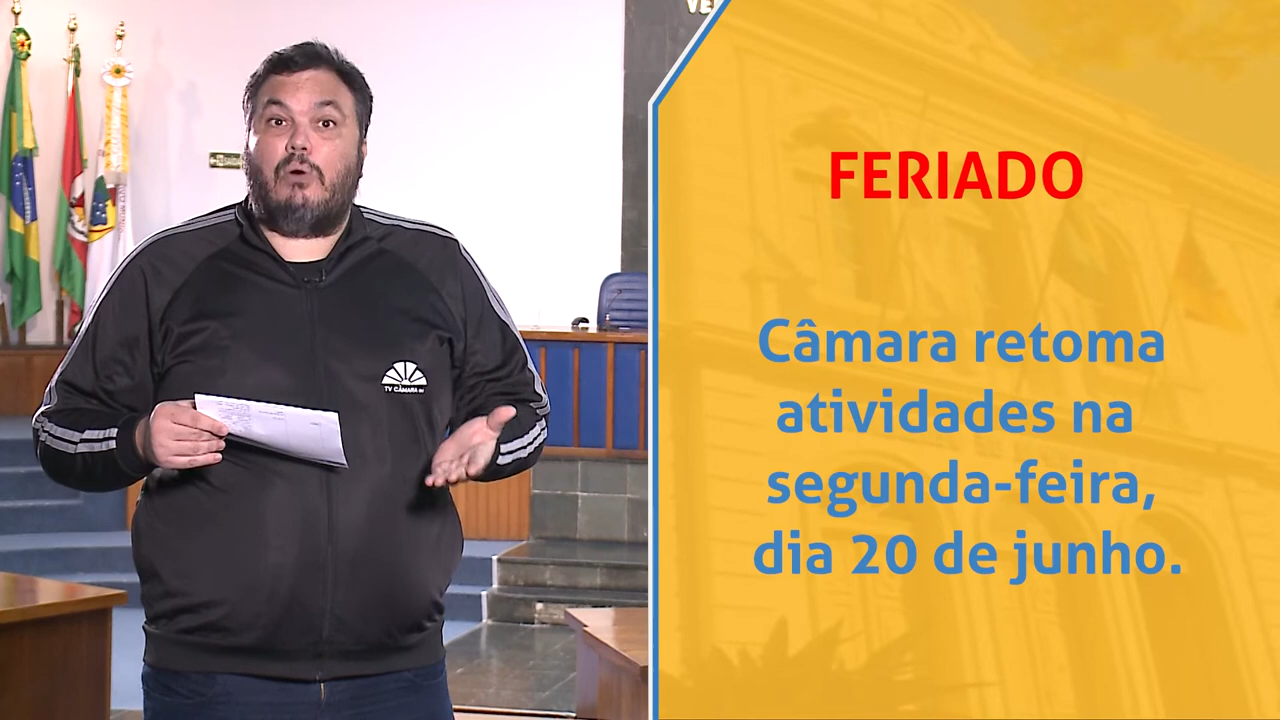 FERIADO
Câmara retoma
atividades na
segunda-feira,
dia 20 de junho.
TV CÂMARA